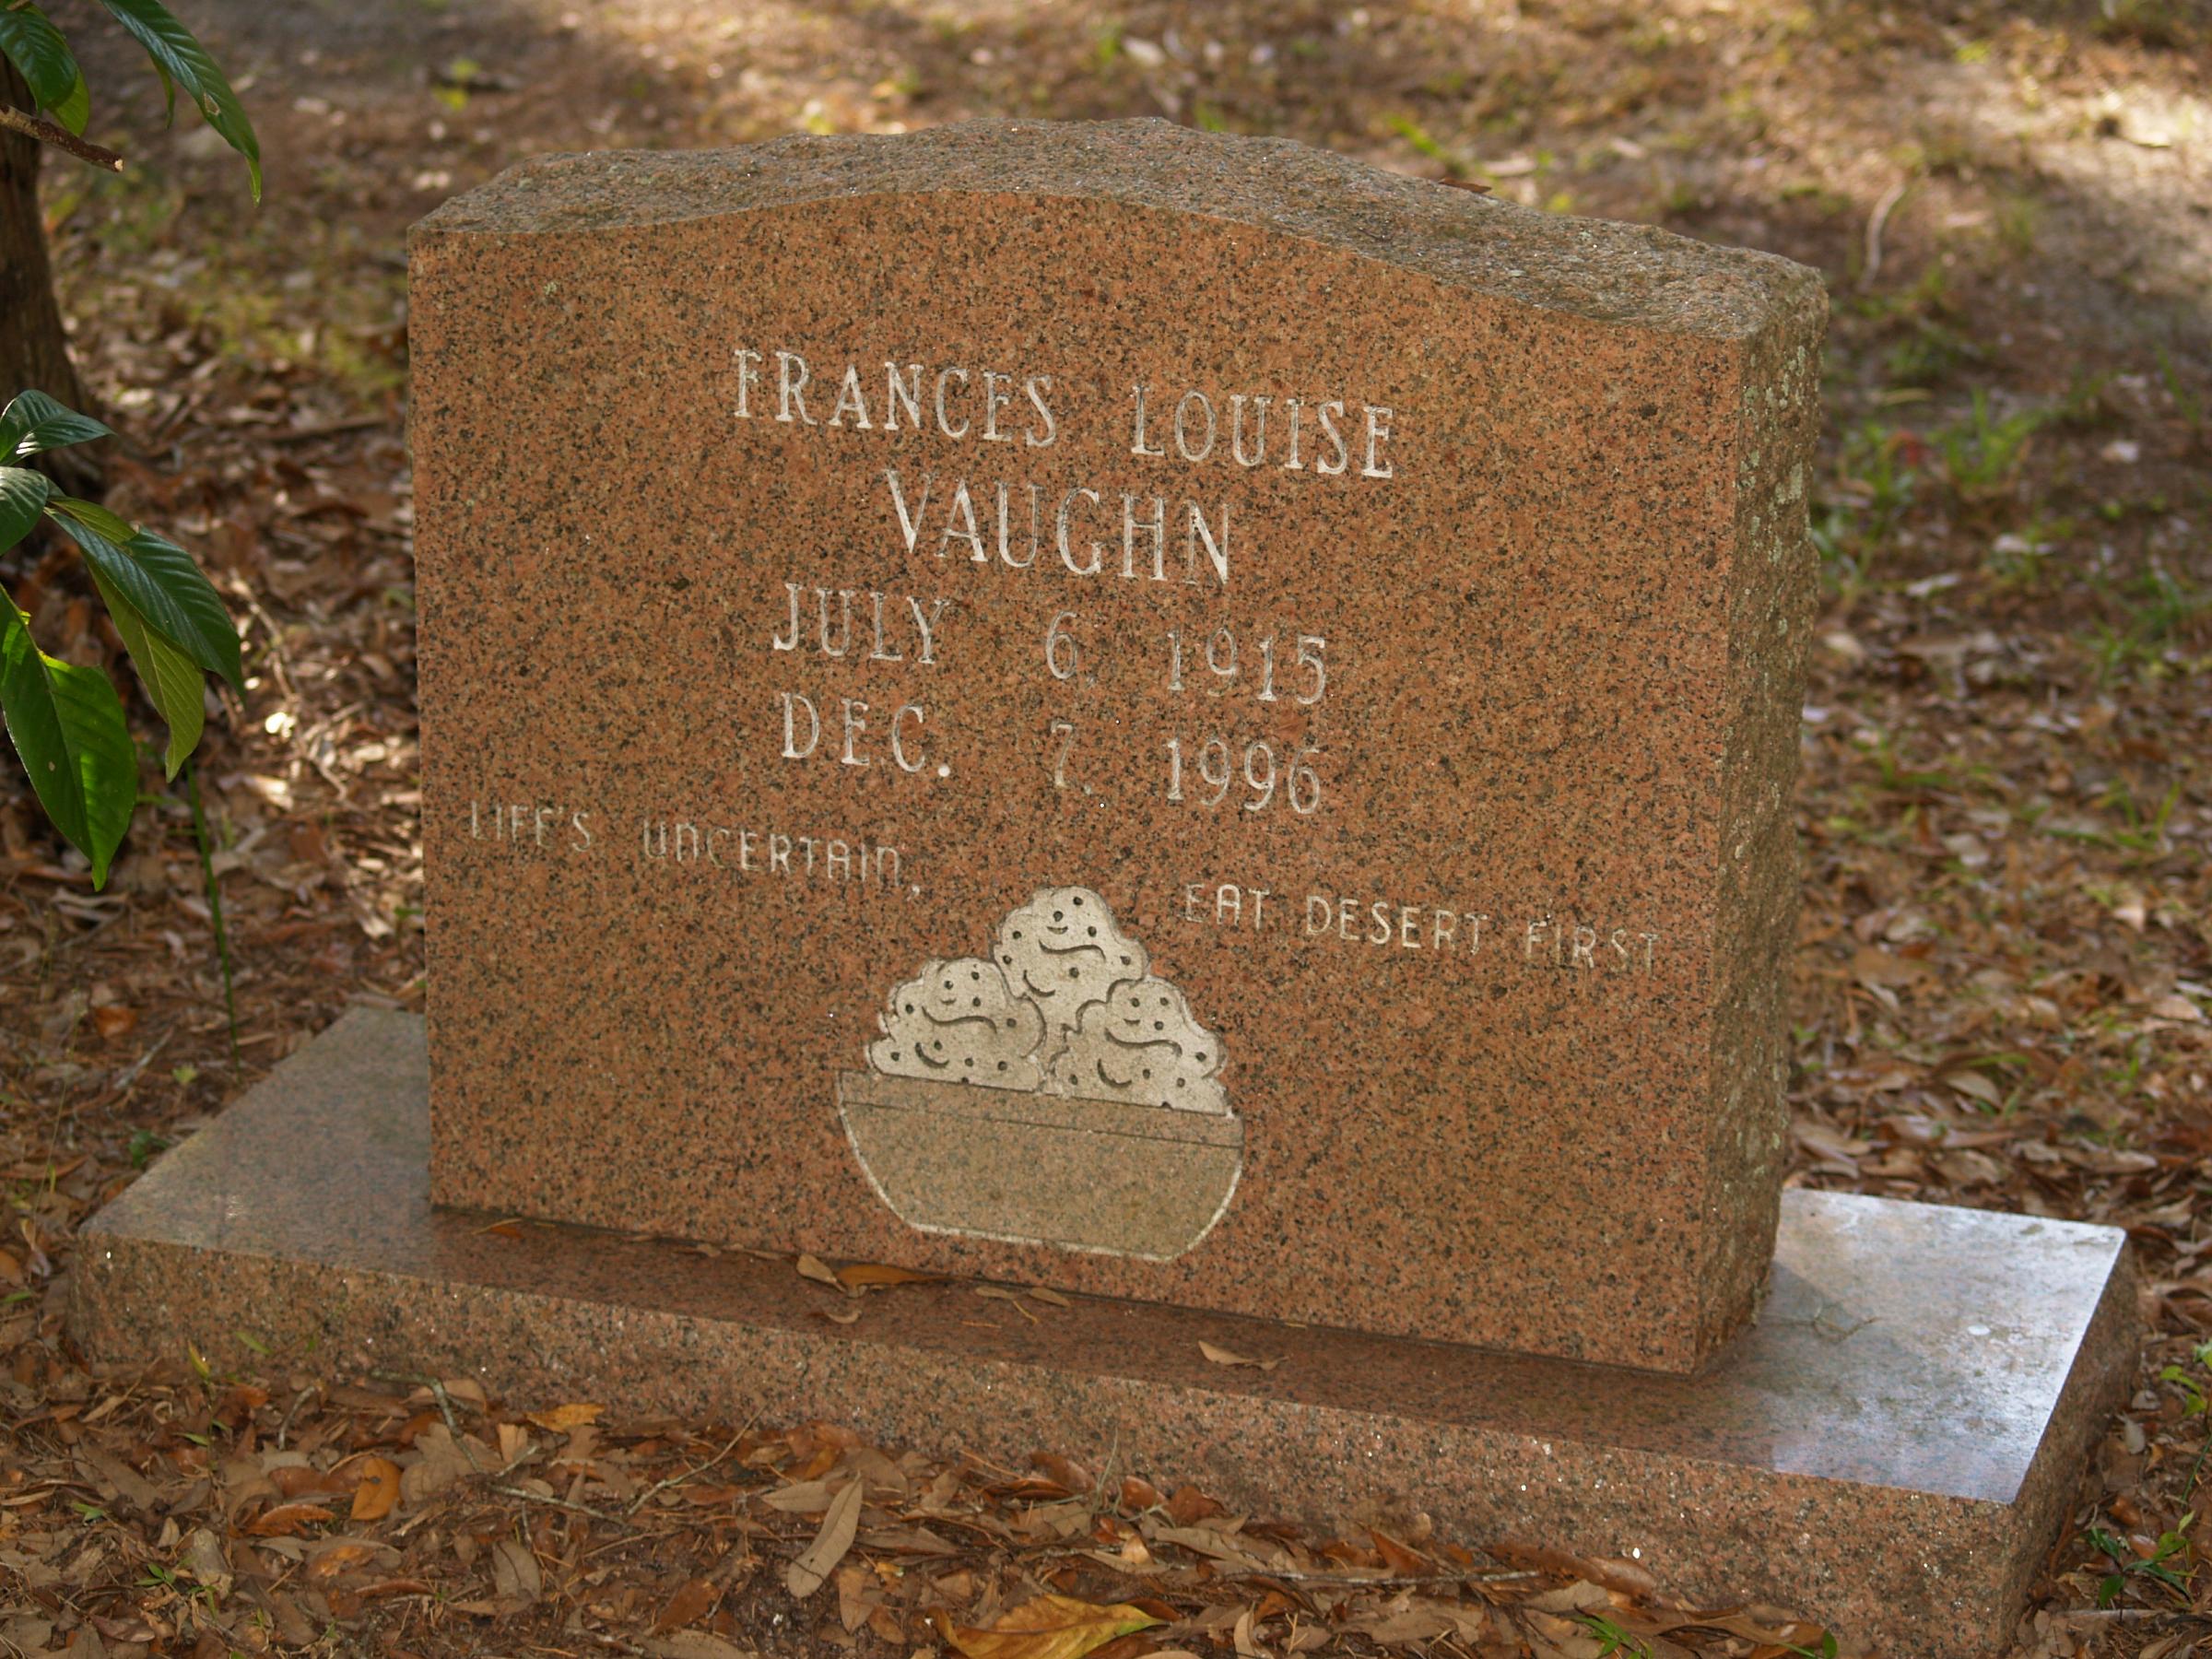 FRANCES LOUISE
VAUGHN
JULY 6, 1915
DEC. 7, 1996
LIFE'S UNCERTAIN, EAT DESERT FIRST